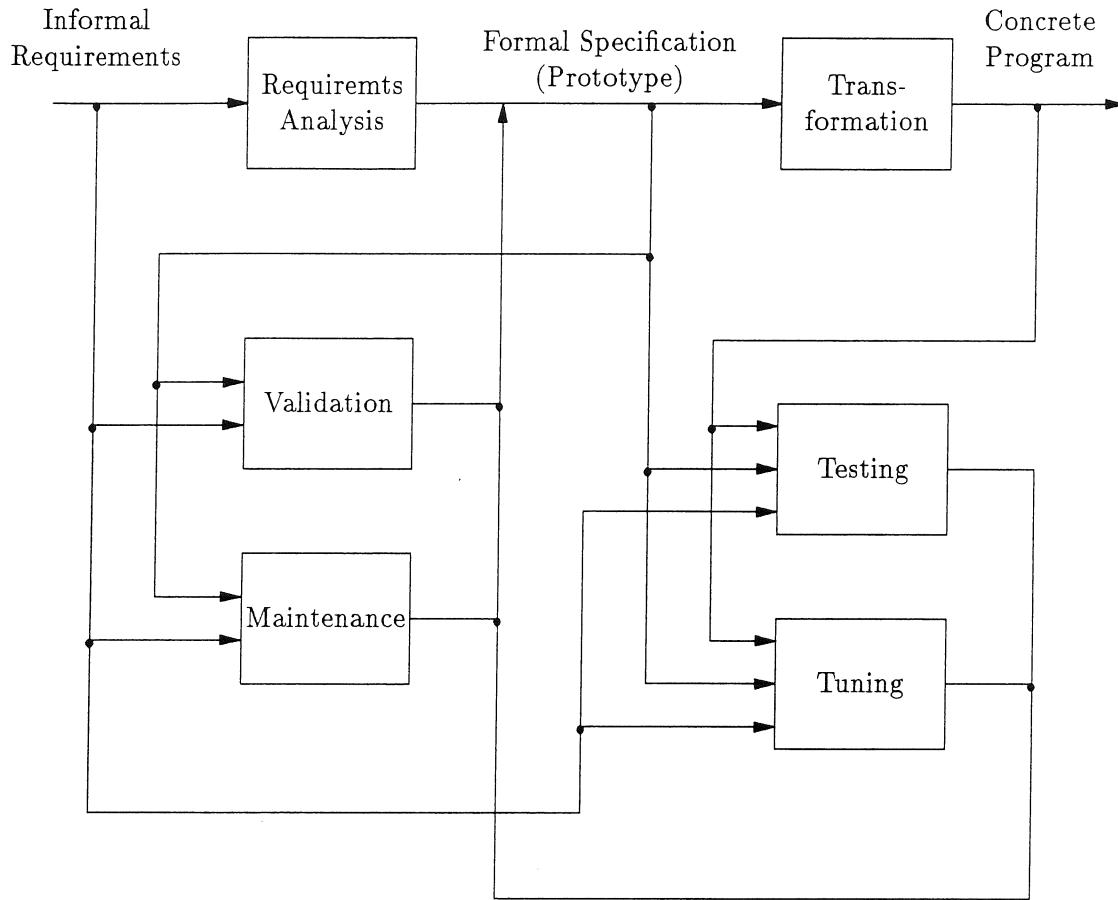 Informal
Requirements
Requiremts
Analysis
Formal Specification
(Prototype)
Trans-
formation
Concrete
Program
Validation
Testing
Maintenance
Tuning